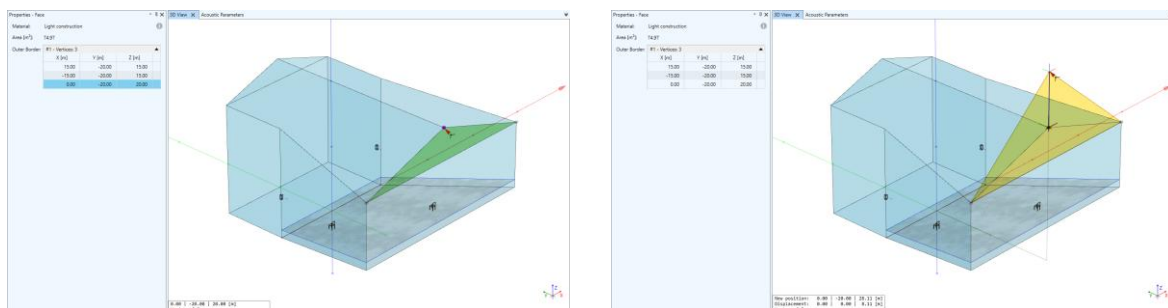 Properties - Face
Material: Light construction
Area [m²] 74.97
Outer Border: #1 - Vertices: 3
X [m] Y [m] Z [m]
15.00 -20.00 15.00
-15.00 -20.00 15.00
0.00 -20.00 20.00
3D View X Acoustic Parameters
0.00 | -20.00 | 20.00 [m]
Properties - Face
Material: Light construction
Area [m²] 74.97
Outer Border: #1 - Vertices: 3
X [m] Y [m] Z [m]
15.00 -20.00 15.00
-15.00 -20.00 15.00
0.00 -20.00 20.00
3D View X Acoustic Parameters
New position: 0.00 | -20.00 | 28.11 [m]
Displacement: 0.00 | 0.00 | 8.11 [m]